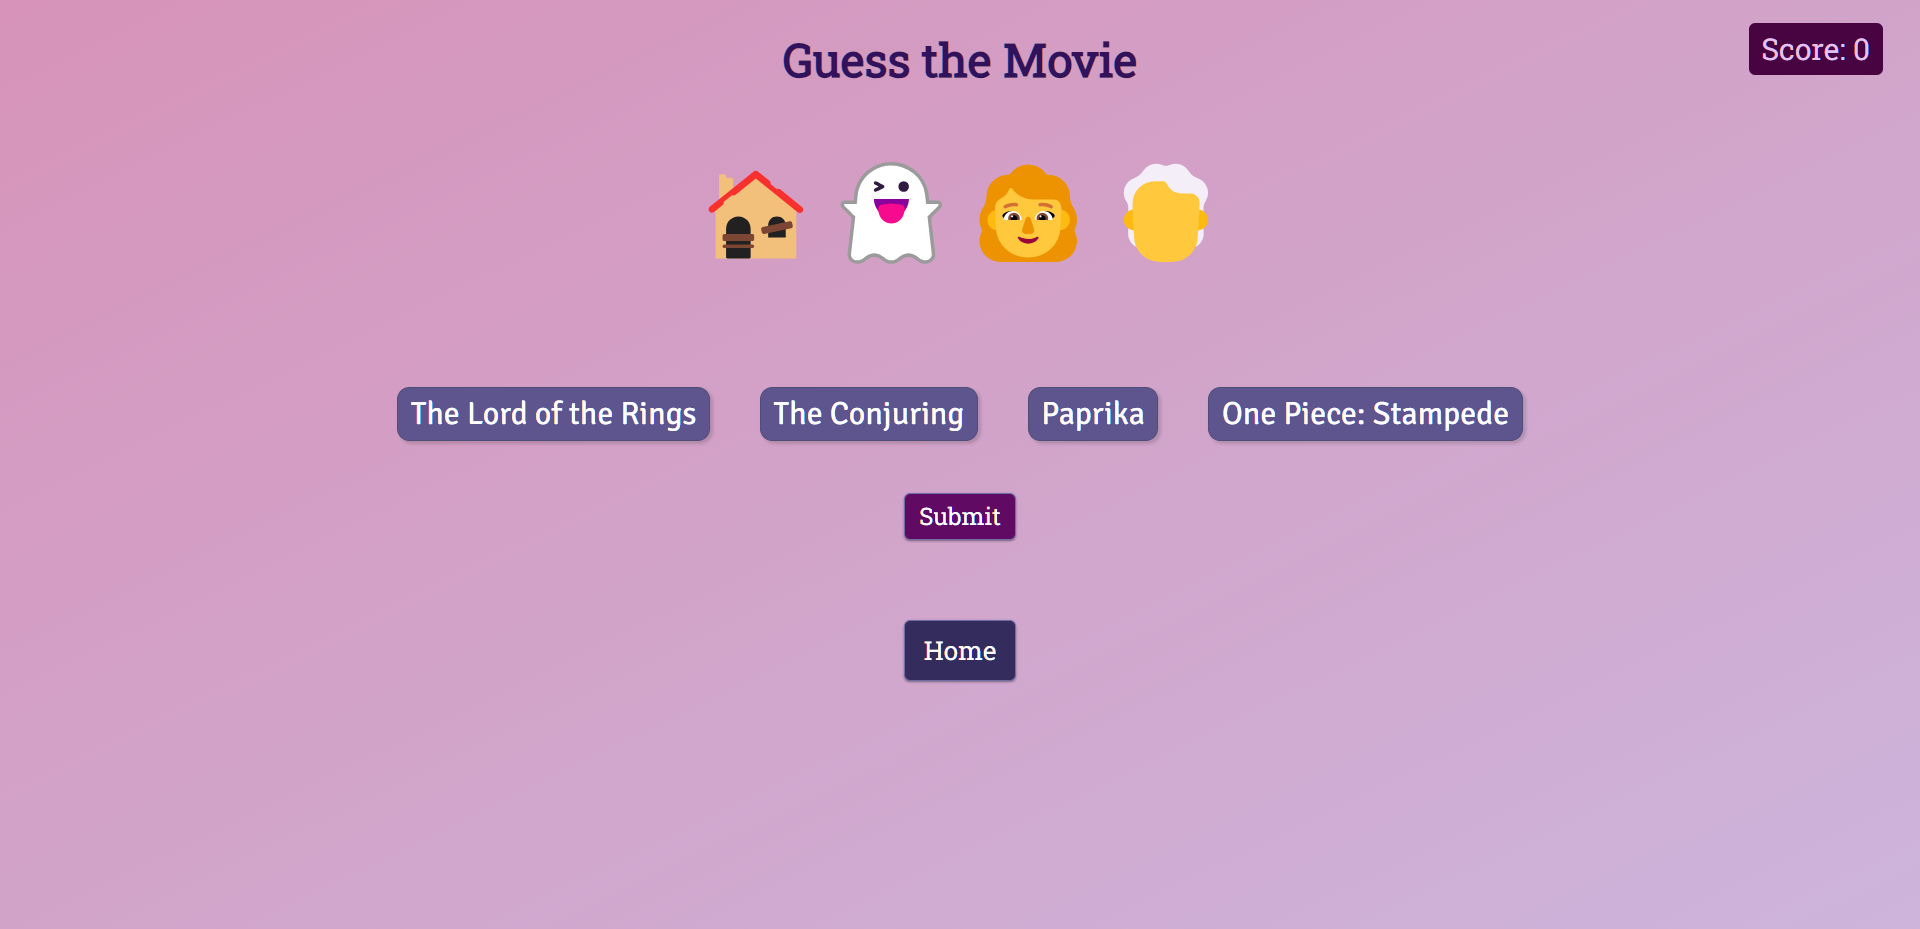 Guess the Movie
Score: 0
The Lord of the Rings
The Conjuring
Paprika
One Piece: Stampede
Submit
Home